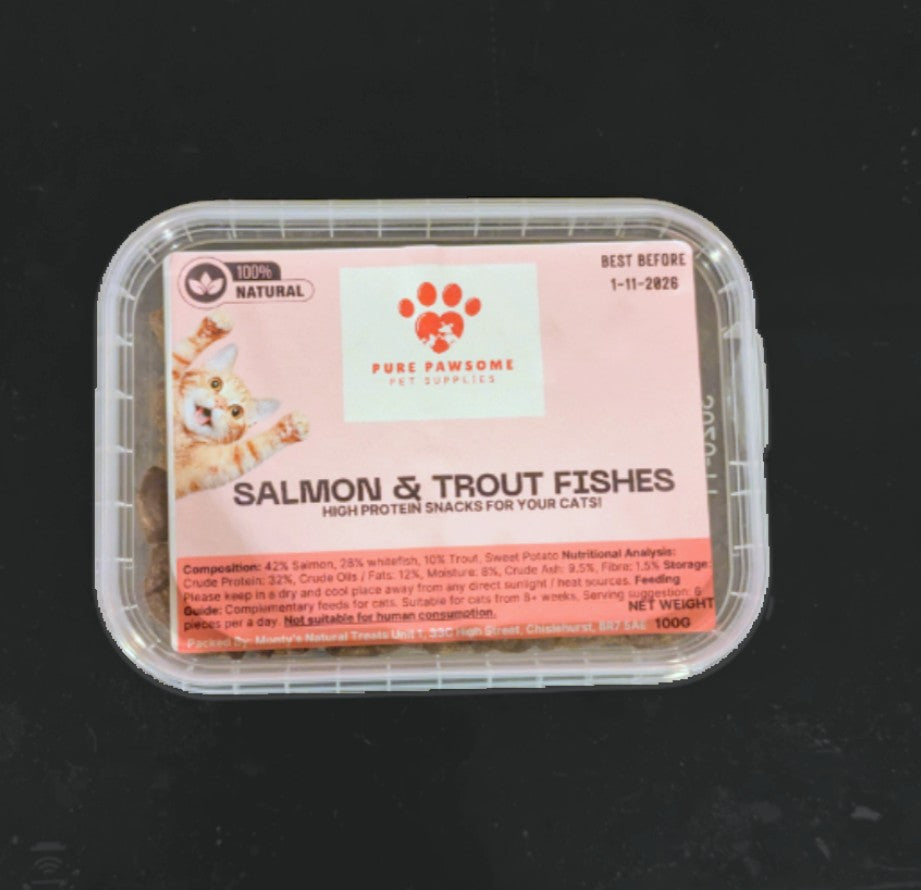 100%
NATURAL
BEST BEFORE
1-11-2026
PURE PAWSOME
PET SUPPLIES
SALMON & TROUT FISHES
HIGH PROTEIN SNACKS FOR YOUR CATS!
Composition: 42% Salmon, 28% whitefish, 10% Trout, Sweet Potato Nutritional Analysis:
Crude Protein: 32%, Crude Oils / Fats: 12%, Moisture: 8%, Crude Ash: 9.5%, Fibre: 1.5% Storage:
Please keep in a dry and cool place away from any direct sunlight / heat sources. Feeding
Guide: Complementary feeds for cats. Suitable for cats from 8+ weeks. Serving suggestion: 6
pieces per a day. Not suitable for human consumption.
NET WEIGHT
100G
Packed By: Monty's Natural Treats Unit 1, 33C High Street, Chislehurst, BR7 5AE